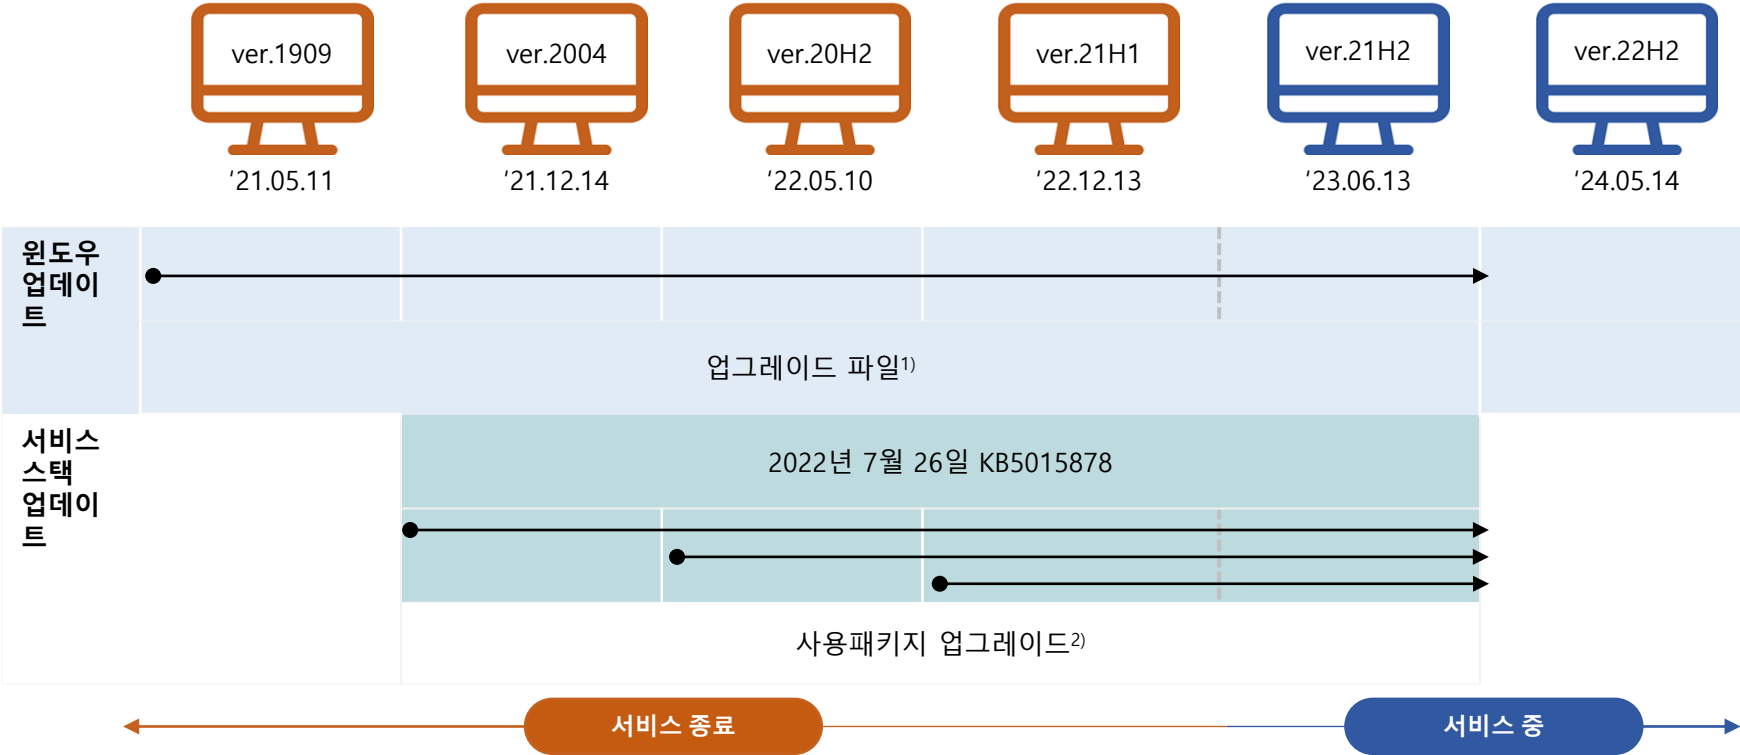 ver.1909
ver.2004
ver.20H2
ver.21H1
ver.21H2
ver.22H2
‘21.05.11
‘21.12.14
‘22.05.10
‘22.12.13
‘23.06.13
‘24.05.14
윈도우
업데이
트
업그레이드 파일1)
서비스
스택
업데이
트
2022년 7월 26일 KB5015878
사용패키지 업그레이드2)
서비스 종료
서비스 중